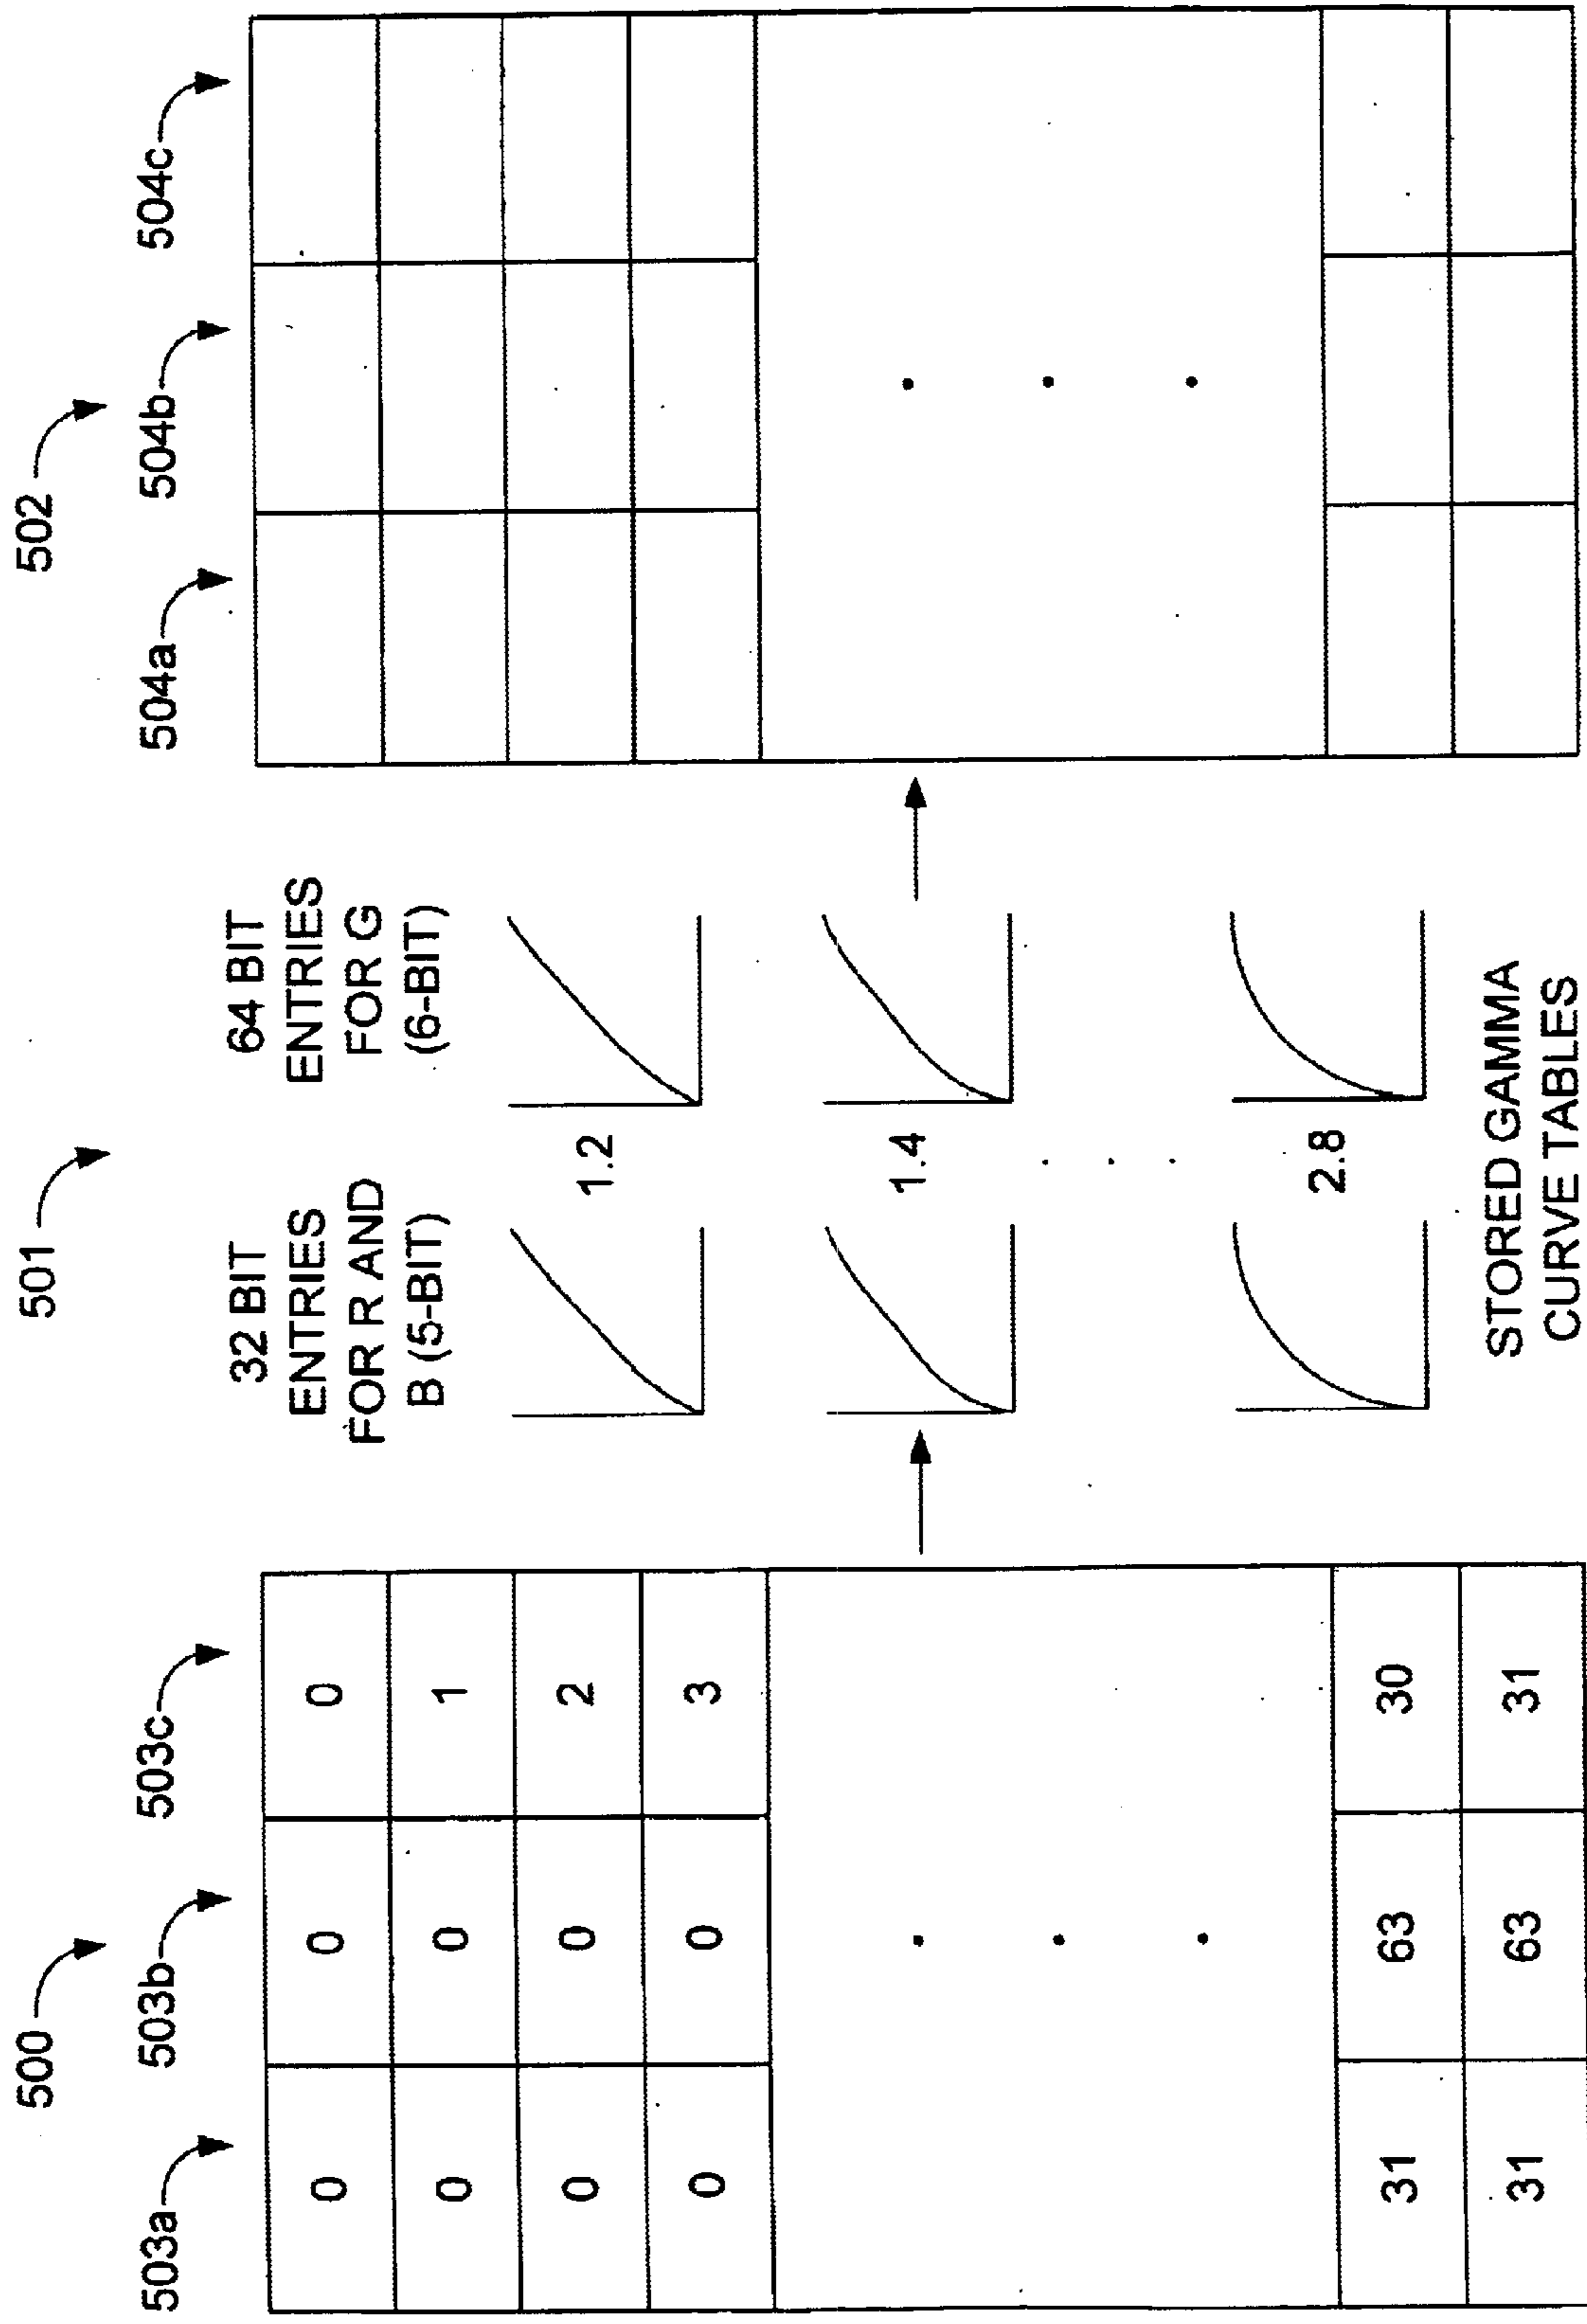 500
501
502
503a
503b
503c
504a
504b
504c
0 0 0
0 0 1
0 0 2
0 0 3
31 63 30
31 63 31
32 BIT
ENTRIES
FOR R AND
B (5-BIT)
64 BIT
ENTRIES
FOR G
(6-BIT)
1.2
1.4
2.8
STORED GAMMA
CURVE TABLES